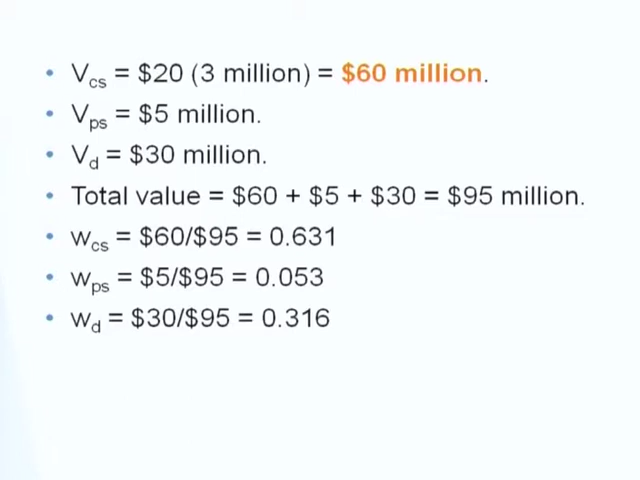 • V_cs = $20 (3 million) = $60 million.
• V_ps = $5 million.
• V_d = $30 million.
• Total value = $60 + $5 + $30 = $95 million.
• w_cs = $60/$95 = 0.631
• w_ps = $5/$95 = 0.053
• w_d = $30/$95 = 0.316